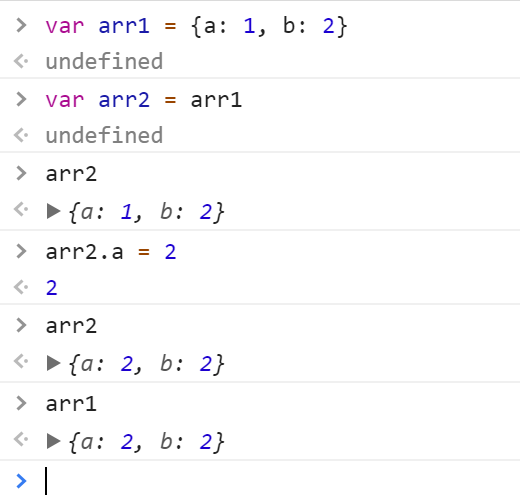 var arr1 = {a: 1, b: 2}
undefined
var arr2 = arr1
undefined
arr2
{a: 1, b: 2}
arr2.a = 2
2
arr2
{a: 2, b: 2}
arr1
{a: 2, b: 2}